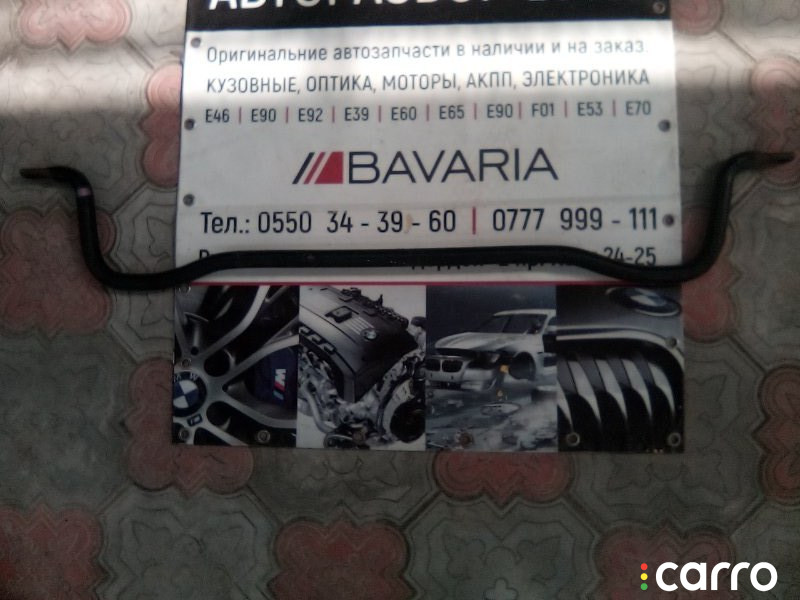 Оригинальние автозапчасти в наличии и на заказ.
КУЗОВНЫЕ, ОПТИКА, МОТОРЫ, АКПП, ЭЛЕКТРОНИКА
E46 | E90 | E92 | E39 | E60 | E65 | E90 | F01 | E53 | E70
BAVARIA
Тел.: 0550 34 - 39 - 60 | 0777 999 - 111
24-25
carro